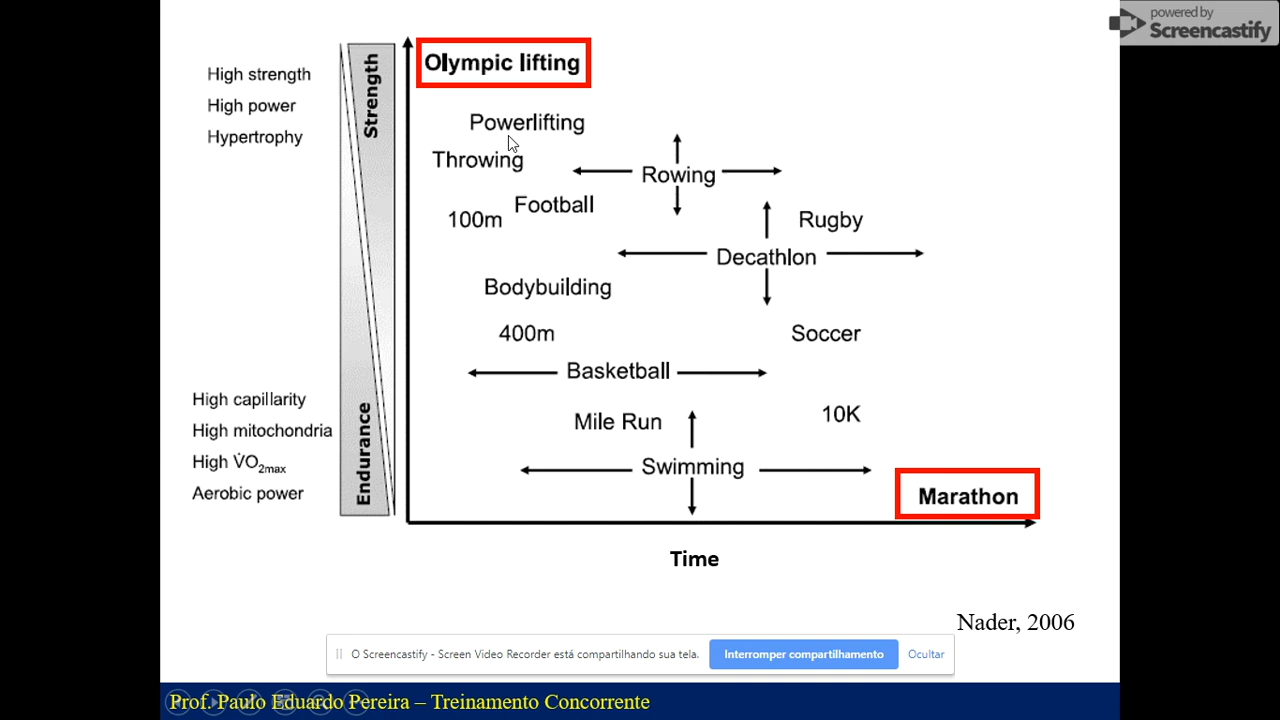 powered by
Screencastify
Olympic lifting
High strength
High power
Hypertrophy
Strength
Powerlifting
Throwing
Rowing
Football
100m
Rugby
Decathlon
Bodybuilding
400m
Soccer
Basketball
High capillarity
High mitochondria
High V̇O2max
Aerobic power
Endurance
Mile Run
10K
Swimming
Marathon
Time
Nader, 2006
O Screencastify - Screen Video Recorder está compartilhando sua tela.
Interromper compartilhamento
Ocultar
Prof. Paulo Eduardo Pereira – Treinamento Concorrente